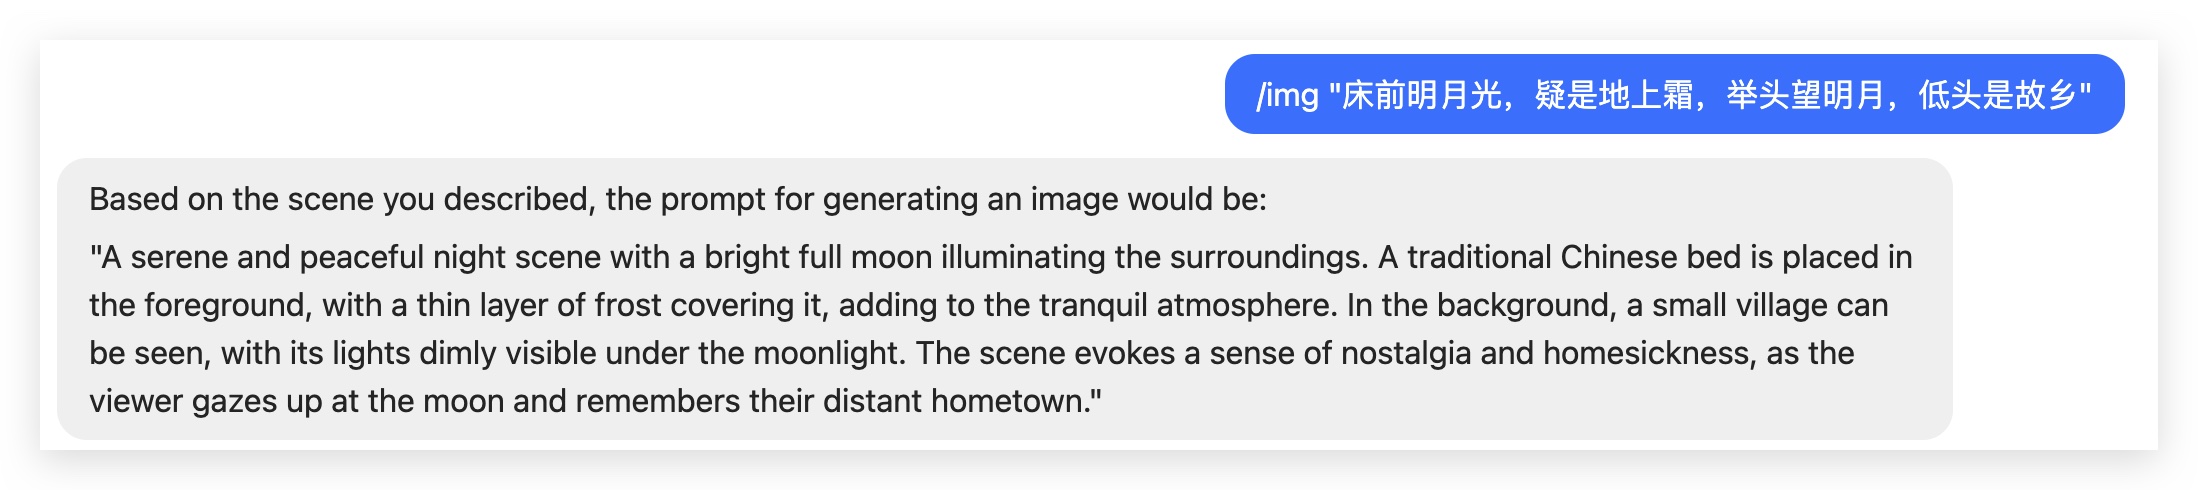 /img "床前明月光，疑是地上霜，举头望明月，低头是故乡"
Based on the scene you described, the prompt for generating an image would be:
"A serene and peaceful night scene with a bright full moon illuminating the surroundings. A traditional Chinese bed is placed in
the foreground, with a thin layer of frost covering it, adding to the tranquil atmosphere. In the background, a small village can
be seen, with its lights dimly visible under the moonlight. The scene evokes a sense of nostalgia and homesickness, as the
viewer gazes up at the moon and remembers their distant hometown."